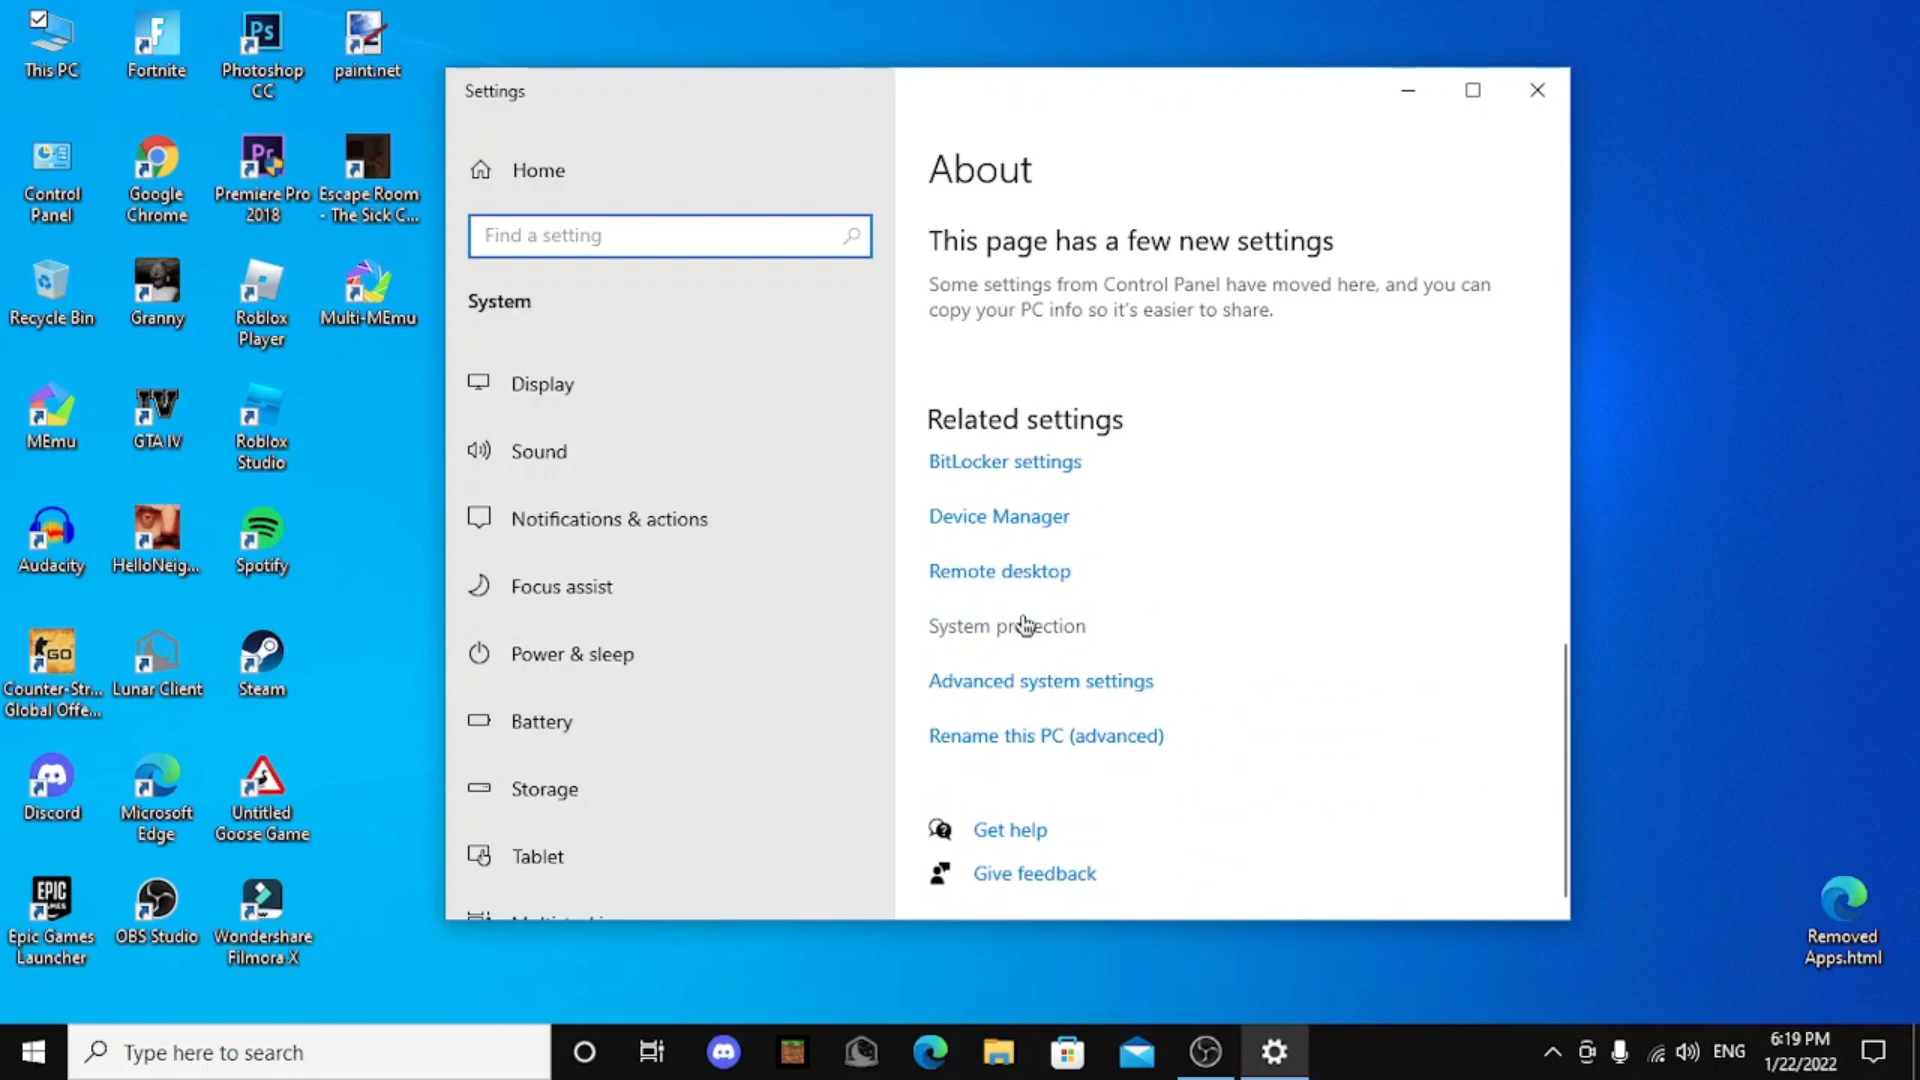 This PC
Fortnite
Photoshop
CC
paint.net
Control
Panel
Google
Chrome
Premiere Pro
2018
Escape Room
- The Sick C...
Recycle Bin
Granny
Roblox
Player
Multi-MEmu
MEmu
GTA IV
Roblox
Studio
Audacity
HelloNeig...
Spotify
Counter-Str...
Global Offe...
Lunar Client
Steam
Discord
Microsoft
Edge
Untitled
Goose Game
Epic Games
Launcher
OBS Studio
Wondershare
Filmora X
Settings
Home
Find a setting
System
Display
Sound
Notifications & actions
Focus assist
Power & sleep
Battery
Storage
Tablet
About
This page has a few new settings
Some settings from Control Panel have moved here, and you can
copy your PC info so it's easier to share.
Related settings
BitLocker settings
Device Manager
Remote desktop
System protection
Advanced system settings
Rename this PC (advanced)
Get help
Give feedback
Removed
Apps.html
Type here to search
ENG
6:19 PM
1/22/2022